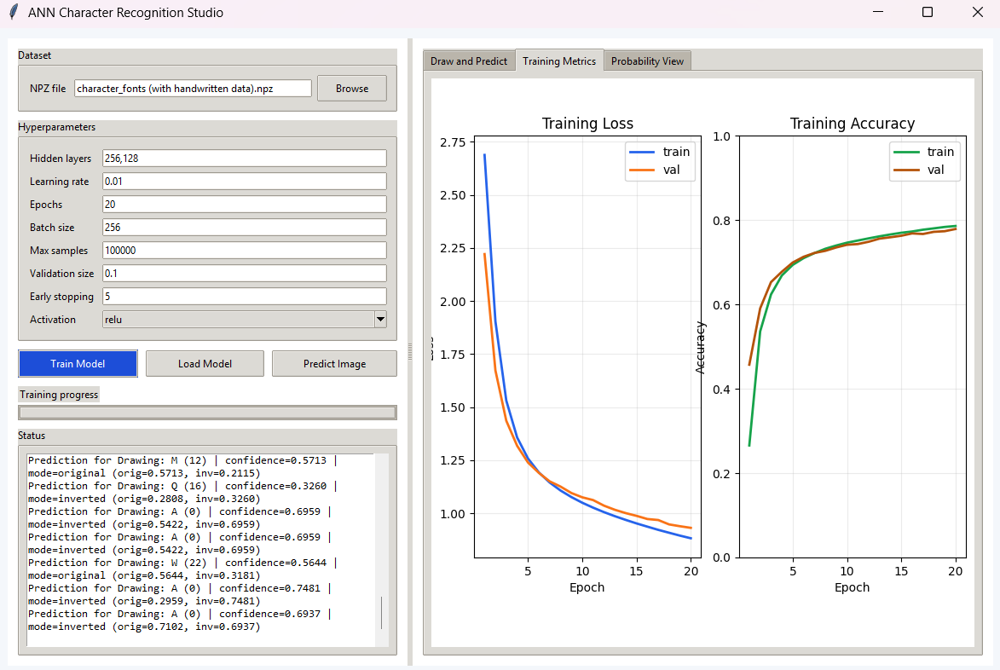 ANN Character Recognition Studio
Dataset
NPZ file character_fonts (with handwritten data).npz Browse
Hyperparameters
Hidden layers 256,128
Learning rate 0.01
Epochs 20
Batch size 256
Max samples 100000
Validation size 0.1
Early stopping 5
Activation relu
Train Model Load Model Predict Image
Training progress
Status
Prediction for Drawing: M (12) | confidence=0.5713 |
mode=original (orig=0.5713, inv=0.2115)
Prediction for Drawing: Q (16) | confidence=0.3260 |
mode=inverted (orig=0.2808, inv=0.3260)
Prediction for Drawing: A (0) | confidence=0.6959 |
mode=inverted (orig=0.5422, inv=0.6959)
Prediction for Drawing: A (0) | confidence=0.6959 |
mode=inverted (orig=0.5422, inv=0.6959)
Prediction for Drawing: W (22) | confidence=0.5644 |
mode=original (orig=0.5644, inv=0.3181)
Prediction for Drawing: A (0) | confidence=0.7481 |
mode=inverted (orig=0.2959, inv=0.7481)
Prediction for Drawing: A (0) | confidence=0.6937 |
mode=inverted (orig=0.7102, inv=0.6937)
Draw and Predict Training Metrics Probability View
Training Loss
train
val
2.75
2.50
2.25
2.00
1.75
1.50
1.25
1.00
5 10 15 20
Epoch
Training Accuracy
train
val
Accuracy
1.0
0.8
0.6
0.4
0.2
0.0
5 10 15 20
Epoch